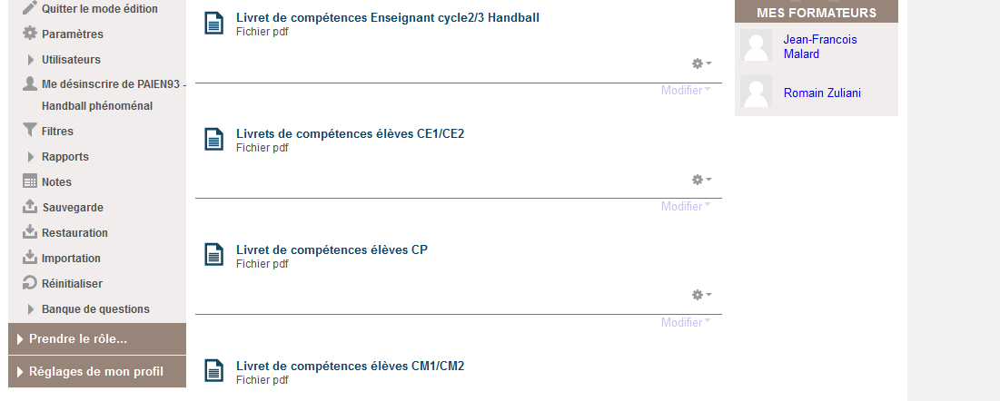 Quitter le mode édition
Paramètres
Utilisateurs
Me désinscrire de PAIEN93 -
Handball phénoménal
Filtres
Rapports
Notes
Sauvegarde
Restauration
Importation
Réinitialiser
Banque de questions
Prendre le rôle...
Réglages de mon profil
Livret de compétences Enseignant cycle2/3 Handball
Fichier pdf
Modifier
Livrets de compétences élèves CE1/CE2
Fichier pdf
Modifier
Livret de compétences élèves CP
Fichier pdf
Modifier
Livret de compétences élèves CM1/CM2
Fichier pdf
MES FORMATEURS
Jean-Francois
Malard
Romain Zuliani